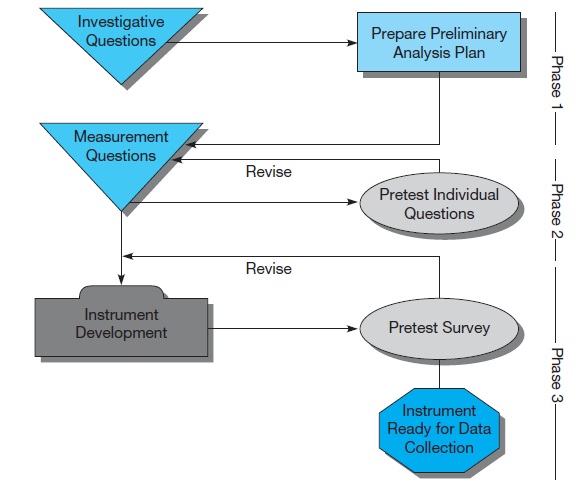 Investigative
Questions
Prepare Preliminary
Analysis Plan
Phase 1
Measurement
Questions
Revise
Pretest Individual
Questions
Phase 2
Revise
Instrument
Development
Pretest Survey
Phase 3
Instrument
Ready for Data
Collection